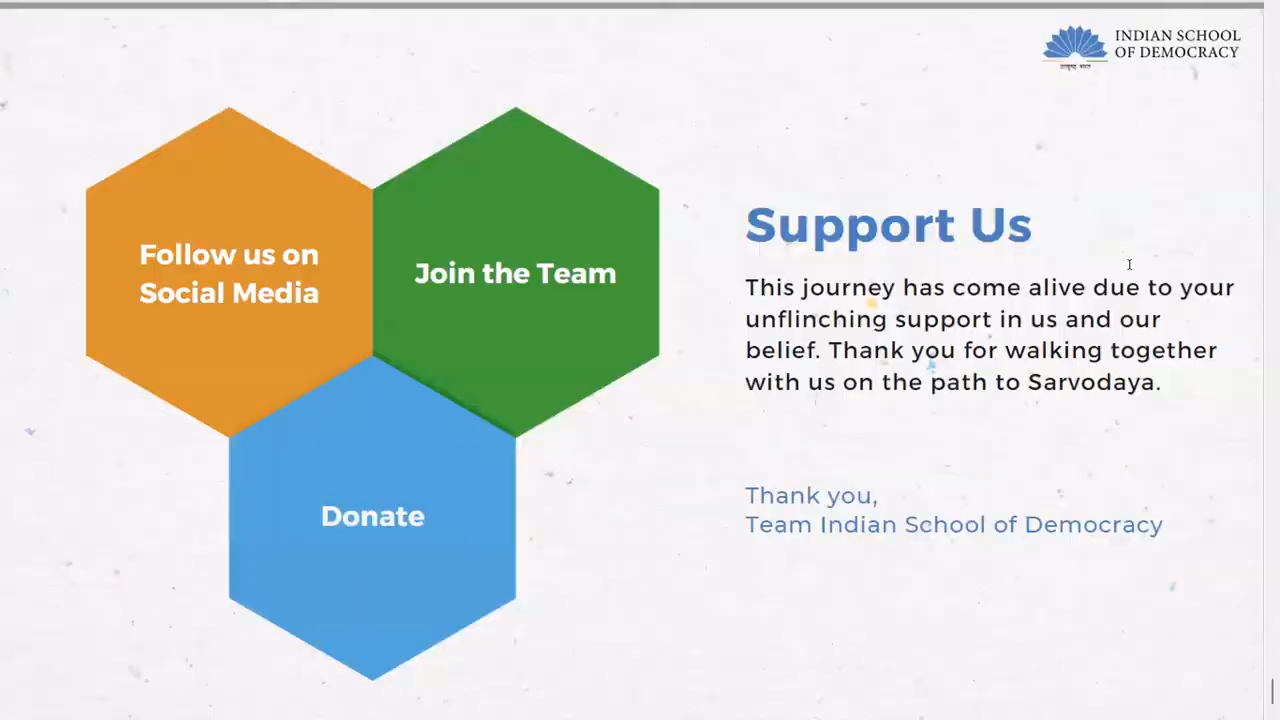 INDIAN SCHOOL
OF DEMOCRACY
Follow us on
Social Media
Join the Team
Donate
Support Us
This journey has come alive due to your
unflinching support in us and our
belief. Thank you for walking together
with us on the path to Sarvodaya.
Thank you,
Team Indian School of Democracy